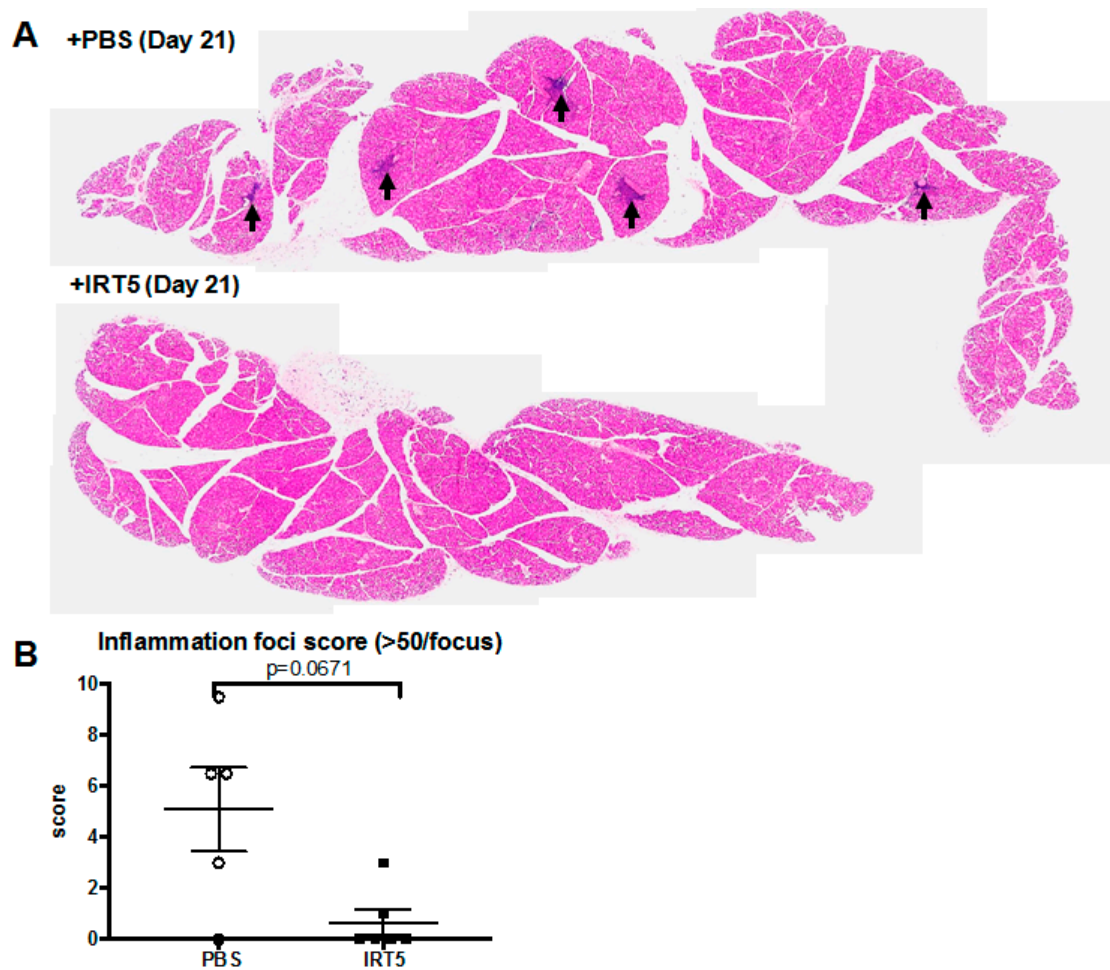 A
+PBS (Day 21)
+IRT5 (Day 21)
B
Inflammation foci score (>50/focus)
p=0.0671
10
8
6
4
2
0
score
PBS
IRT5